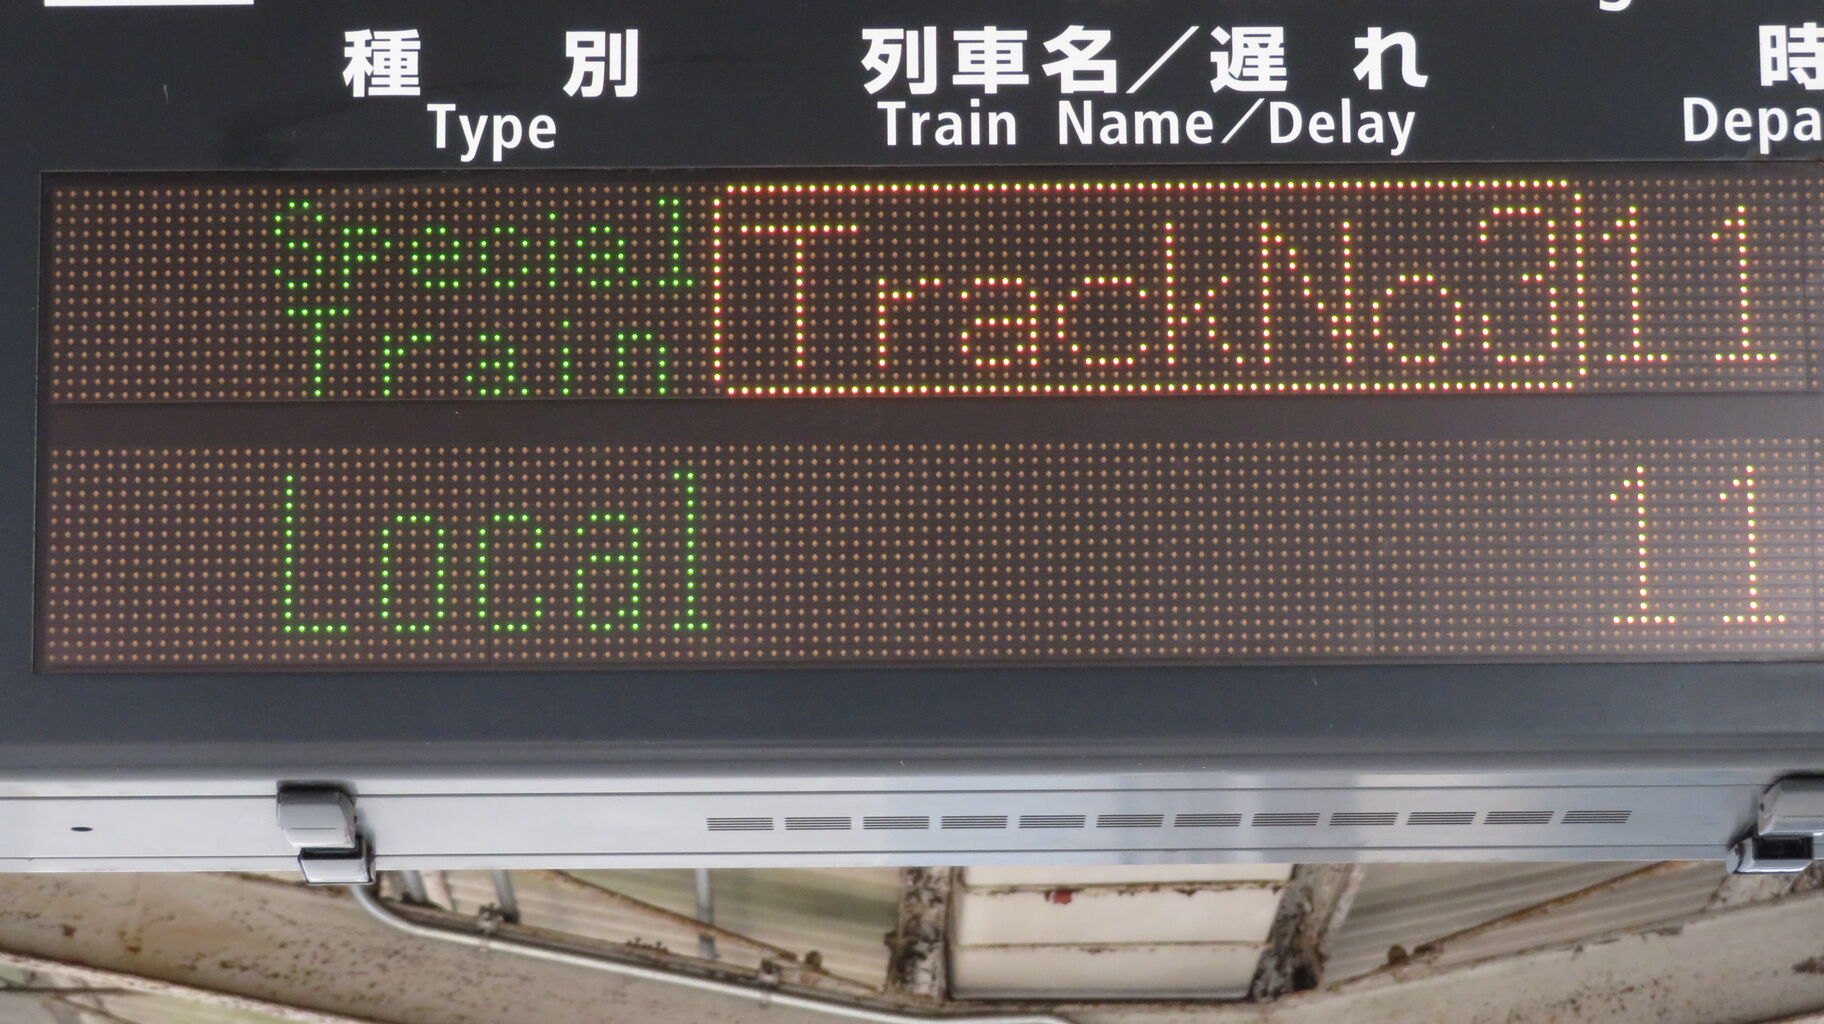 種別 列車名／遅れ 時
Type Train Name／Delay Depa
Special Train TrackNo3 11
Local 11